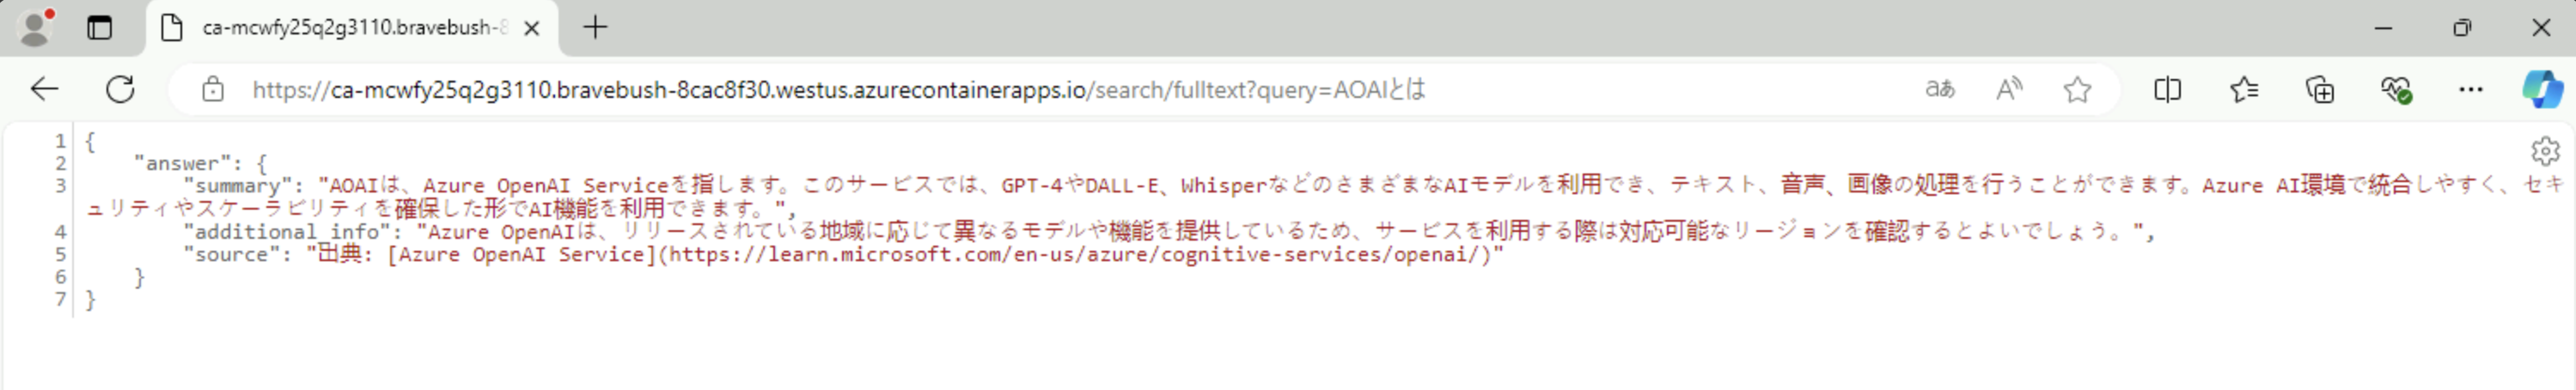 ca-mcwfy25q2g3110.bravebush-8
https://ca-mcwfy25q2g3110.bravebush-8cac8f30.westus.azurecontainerapps.io/search/fulltext?query=AOAIとは
aあ
A
1 {
2 "answer": {
3 "summary": "AOAIは、Azure OpenAI Serviceを指します。このサービスでは、GPT-4やDALL-E、WhisperなどのさまざまなAIモデルを利用でき、テキスト、音声、画像の処理を行うことができます。Azure AI環境で統合しやすく、セキ
ュリティやスケーラビリティを確保した形でAI機能を利用できます。",
4 "additional_info": "Azure OpenAIは、リリースされている地域に応じて異なるモデルや機能を提供しているため、サービスを利用する際は対応可能なリージョンを確認するとよいでしょう。",
5 "source": "出典: [Azure OpenAI Service](https://learn.microsoft.com/en-us/azure/cognitive-services/openai/)"
6 }
7 }